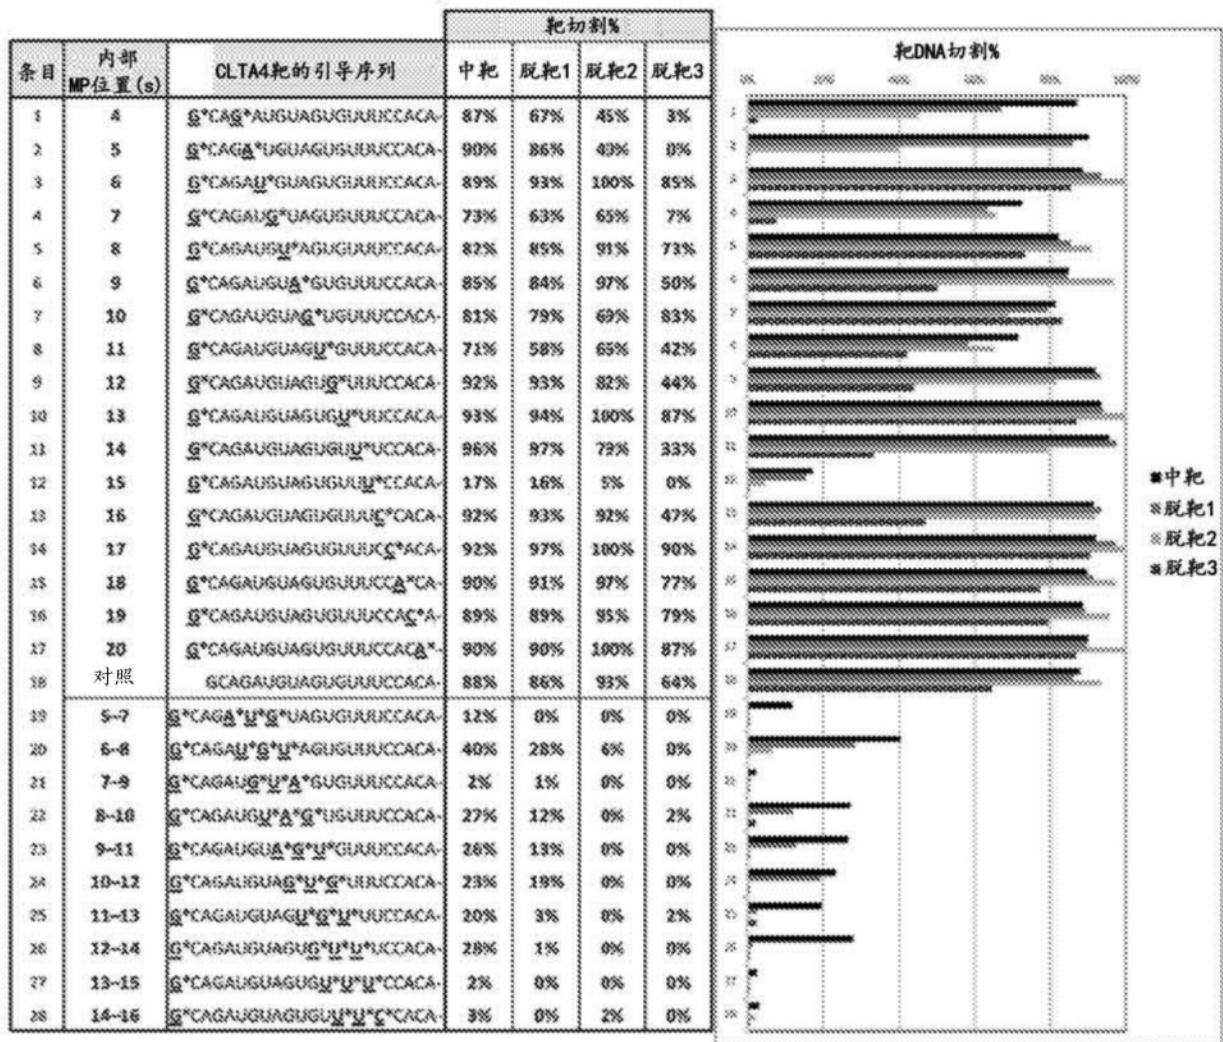 靶切割%
条目 内部 MP位置(s) CLTA4靶的引导序列 中靶 脱靶1 脱靶2 脱靶3
1 4 G*CAG*AUGUAGUGUUUCCACA- 87% 67% 45% 3%
2 5 G*CAGA*UGUAGUGUUUCCACA- 90% 86% 40% 0%
3 6 G*CAGAU*GUAGUGUUUCCACA- 89% 93% 100% 85%
4 7 G*CAGAUG*UAGUGUUUCCACA- 73% 63% 65% 7%
5 8 G*CAGAUGU*AGUGUUUCCACA- 82% 85% 91% 73%
6 9 G*CAGAUGUA*GUGUUUCCACA- 85% 84% 97% 50%
7 10 G*CAGAUGUAG*UGUUUCCACA- 81% 79% 69% 83%
8 11 G*CAGAUGUAGU*GUUUCCACA- 71% 58% 65% 42%
9 12 G*CAGAUGUAGUG*UUUCCACA- 92% 93% 82% 44%
10 13 G*CAGAUGUAGUGU*UUCCACA- 93% 94% 100% 87%
11 14 G*CAGAUGUAGUGUU*UCCACA- 96% 97% 79% 33%
12 15 G*CAGAUGUAGUGUUU*CCACA- 17% 16% 5% 0%
13 16 G*CAGAUGUAGUGUUUC*CACA- 92% 93% 92% 47%
14 17 G*CAGAUGUAGUGUUUCC*ACA- 92% 97% 100% 90%
15 18 G*CAGAUGUAGUGUUUCCA*CA- 90% 91% 97% 77%
16 19 G*CAGAUGUAGUGUUUCCAC*A- 89% 89% 95% 79%
17 20 G*CAGAUGUAGUGUUUCCACA*- 90% 90% 100% 87%
18 对照 GCAGAUGUAGUGUUUCCACA- 88% 86% 93% 64%
19 5-7 G*CAGA*U*G*UAGUGUUUCCACA- 12% 0% 0% 0%
20 6-8 G*CAGAU*G*U*AGUGUUUCCACA- 40% 28% 6% 0%
21 7-9 G*CAGAUG*U*A*GUGUUUCCACA- 2% 1% 0% 0%
22 8-10 G*CAGAUGU*A*G*UGUUUCCACA- 27% 12% 0% 2%
23 9-11 G*CAGAUGUA*G*U*GUUUCCACA- 26% 13% 0% 0%
24 10-12 G*CAGAUGUAG*U*G*UUUCCACA- 23% 19% 0% 0%
25 11-13 G*CAGAUGUAGU*G*U*UUCCACA- 20% 3% 0% 2%
26 12-14 G*CAGAUGUAGUG*U*U*UCCACA- 28% 1% 0% 0%
27 13-15 G*CAGAUGUAGUGU*U*U*CCACA- 2% 0% 0% 0%
28 14-16 G*CAGAUGUAGUGUU*U*C*CACA- 3% 0% 2% 0%
靶DNA切割%
中靶
脱靶1
脱靶2
脱靶3